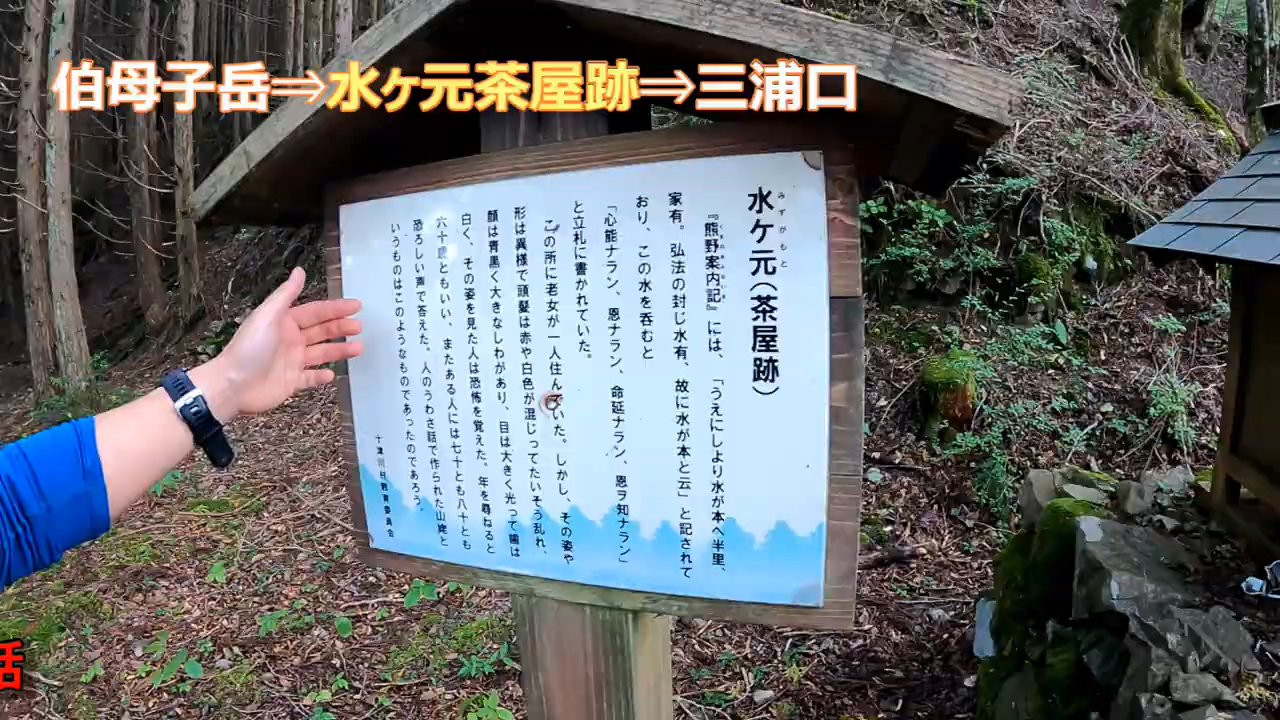 伯母子岳⇒水ヶ元茶屋跡⇒三浦口
水ケ元(茶屋跡)
みずがもと
『熊野案内記』には、「うえにしより水が本へ半里、
家有。弘法の封じ水有、故に水が本と云」と記されて
おり、この水を呑むと
「心能ナラン、恩ナラン、命延ナラン、恩ヲ知ナラン」
と立札に書かれていた。
この所に老女が一人住んでいた。しかし、その姿や
形は異様で頭髪は赤や白色が混じってたいそう乱れ、
顔は青黒く大きなしわがあり、目は大きく光って歯は
白く、その姿を見た人は恐怖を覚えた。年を尋ねると
六十歳ともいい、またある人には七十とも八十とも
恐ろしい声で答えた。人のうわさ話で作られた山姥と
いうものはこのようなものであったのであろう。
十津川村教育委員会
話